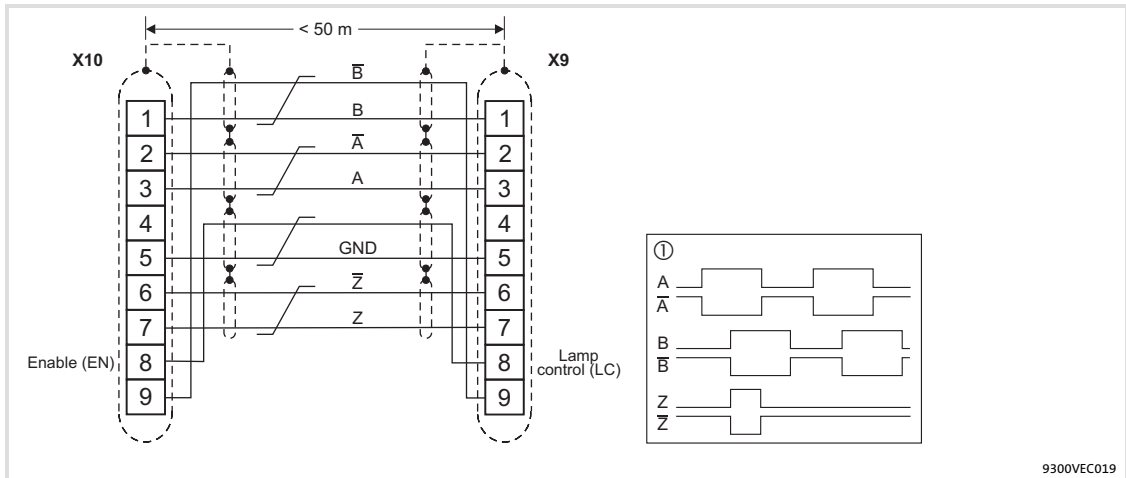 < 50 m
X10
X9
B̅
B
A̅
A
GND
Z̅
Z
1
2
3
4
5
6
7
8
9
1
2
3
4
5
6
7
8
9
Enable (EN)
Lamp
control (LC)
①
A
A̅
B
B̅
Z
Z̅
9300VEC019